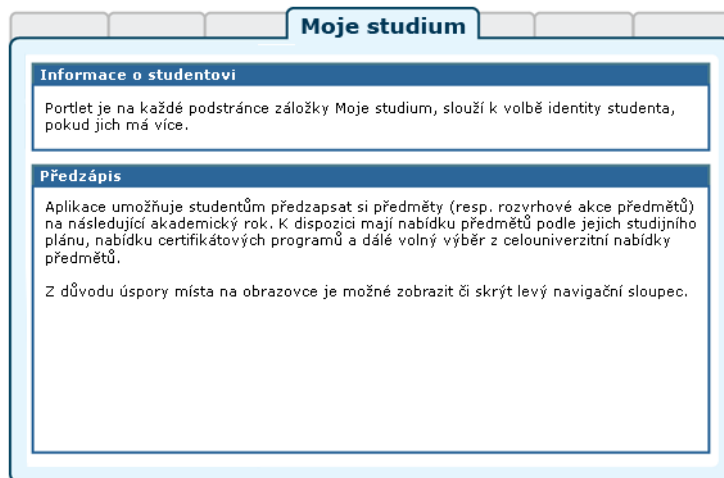 Moje studium
Informace o studentovi
Portlet je na každé podstránce záložky Moje studium, slouží k volbě identity studenta,
pokud jich má více.
Předzápis
Aplikace umožňuje studentům předzapsat si předměty (resp. rozvrhové akce předmětů)
na následující akademický rok. K dispozici mají nabídku předmětů podle jejich studijního
plánu, nabídku certifikátových programů a dálé volný výběr z celouniverzitní nabídky
předmětů.
Z důvodu úspory místa na obrazovce je možné zobrazit či skrýt levý navigační sloupec.